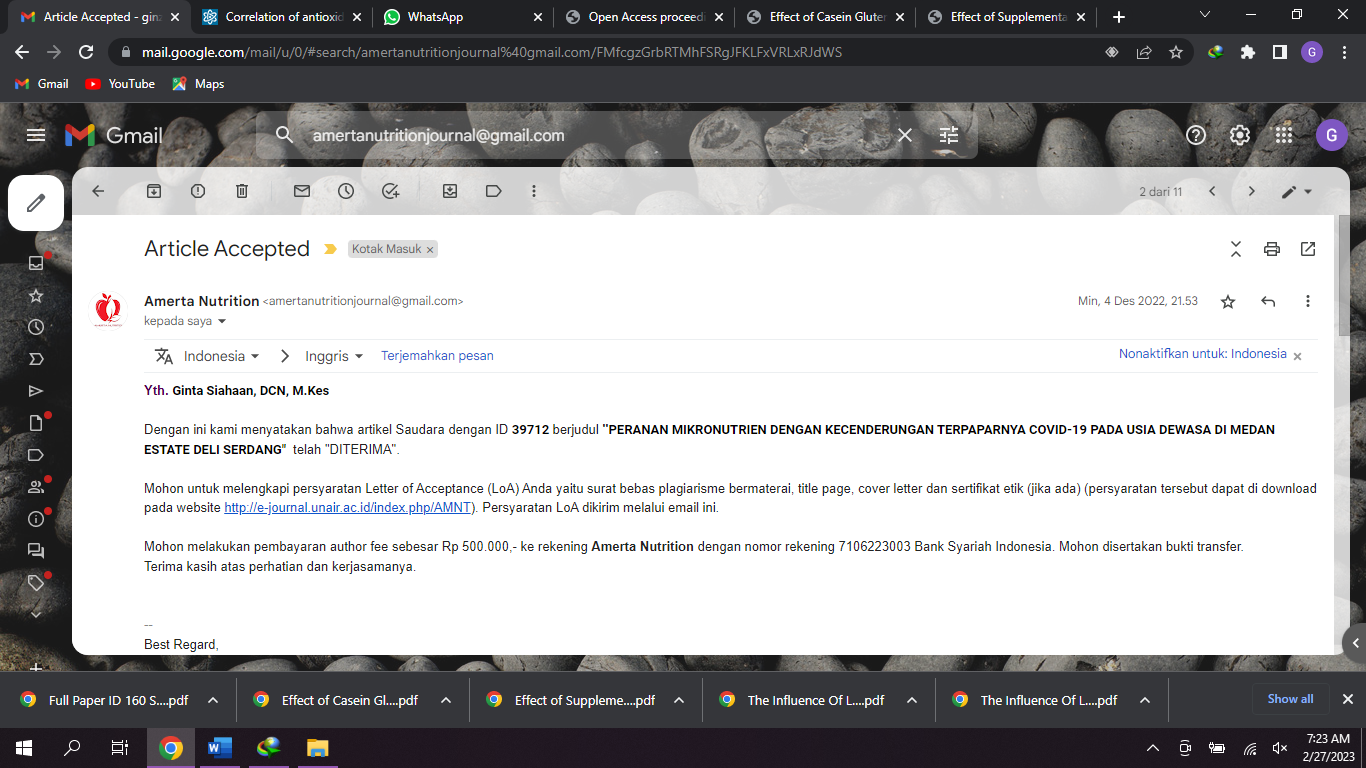 Article Accepted - gin
Correlation of antioxid
WhatsApp
Open Access proceedi
Effect of Casein Gluter
Effect of Supplementa
mail.google.com/mail/u/0/#search/amertanutritionjournal%40gmail.com/FMfcgzGrbRTMhFSRgJFKLFxVRLxRJdWS
G
Gmail
YouTube
Maps
Gmail
amertanutritionjournal@gmail.com
G
2 dari 11
Article Accepted
Kotak Masuk ×
Amerta Nutrition <amertanutritionjournal@gmail.com>
Min, 4 Des 2022, 21.53
kepada saya
Indonesia
Inggris
Terjemahkan pesan
Nonaktifkan untuk: Indonesia
Yth. Ginta Siahaan, DCN, M.Kes
Dengan ini kami menyatakan bahwa artikel Saudara dengan ID 39712 berjudul "PERANAN MIKRONUTRIEN DENGAN KECENDERUNGAN TERPAPARNYA COVID-19 PADA USIA DEWASA DI MEDAN
ESTATE DELI SERDANG" telah "DITERIMA".
Mohon untuk melengkapi persyaratan Letter of Acceptance (LoA) Anda yaitu surat bebas plagiarisme bermaterai, title page, cover letter dan sertifikat etik (jika ada) (persyaratan tersebut dapat di download
pada website http://e-journal.unair.ac.id/index.php/AMNT). Persyaratan LoA dikirim melalui email ini.
Mohon melakukan pembayaran author fee sebesar Rp 500.000,- ke rekening Amerta Nutrition dengan nomor rekening 7106223003 Bank Syariah Indonesia. Mohon disertakan bukti transfer.
Terima kasih atas perhatian dan kerjasamanya.
--
Best Regard,
Full Paper ID 160 S....pdf
Effect of Casein Gl....pdf
Effect of Suppleme....pdf
The Influence Of L....pdf
The Influence Of L....pdf
Show all
7:23 AM
2/27/2023